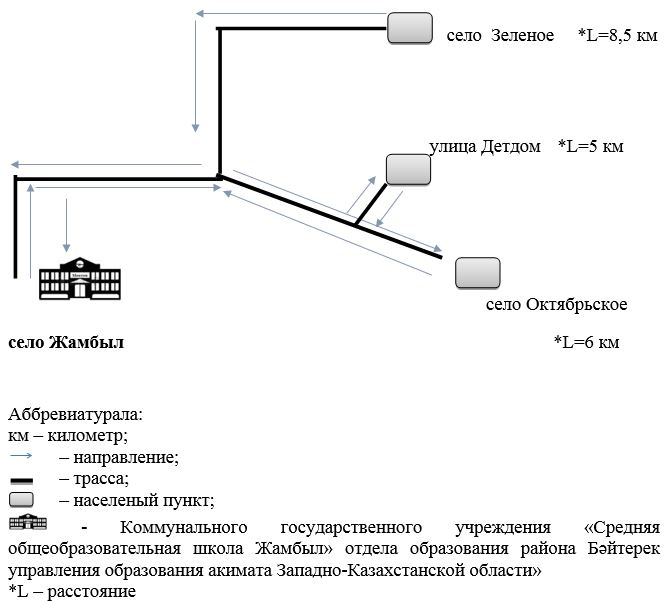 село Зеленое *L=8,5 км
улица Детдом *L=5 км
село Октябрьское
село Жамбыл *L=6 км
Аббревиатурала:
км – километр;
– направление;
– трасса;
– населеный пункт;
- Коммунального государственного учреждения «Средняя
общеобразовательная школа Жамбыл» отдела образования района Бәйтерек
управления образования акимата Западно-Казахстанской области»
*L – расстояние